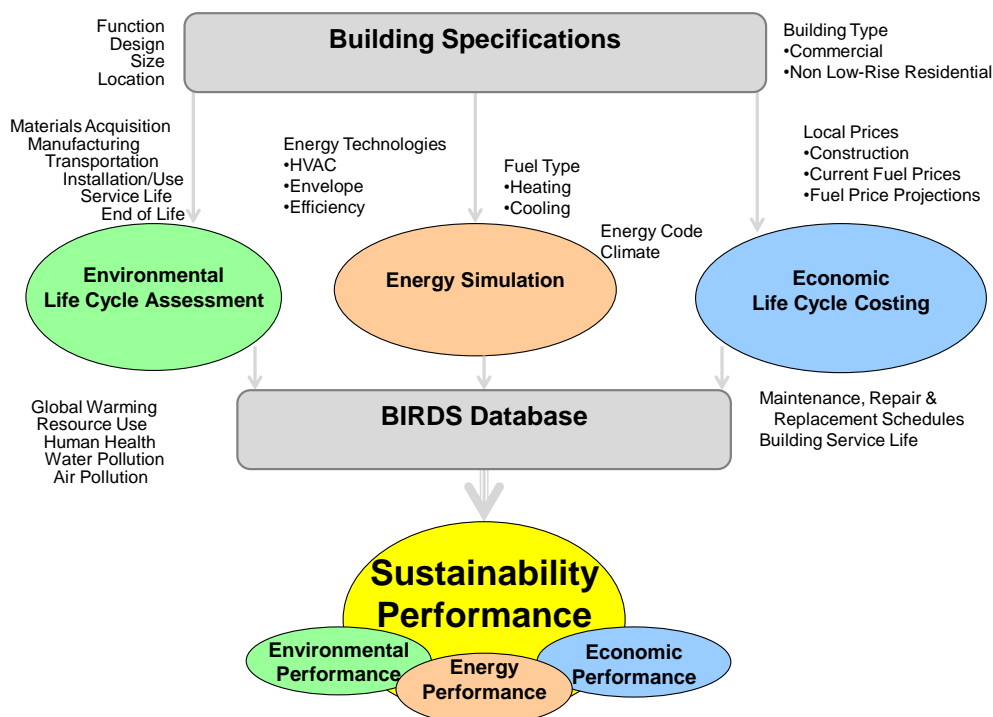 Function
Design
Size
Location
Building Specifications
Building Type
•Commercial
•Non Low-Rise Residential
Materials Acquisition
Manufacturing
Transportation
Installation/Use
Service Life
End of Life
Energy Technologies
•HVAC
•Envelope
•Efficiency
Fuel Type
•Heating
•Cooling
Local Prices
•Construction
•Current Fuel Prices
•Fuel Price Projections
Energy Code
Climate
Environmental
Life Cycle Assessment
Energy Simulation
Economic
Life Cycle Costing
Global Warming
Resource Use
Human Health
Water Pollution
Air Pollution
BIRDS Database
Maintenance, Repair &
Replacement Schedules
Building Service Life
Sustainability
Performance
Environmental
Performance
Energy
Performance
Economic
Performance